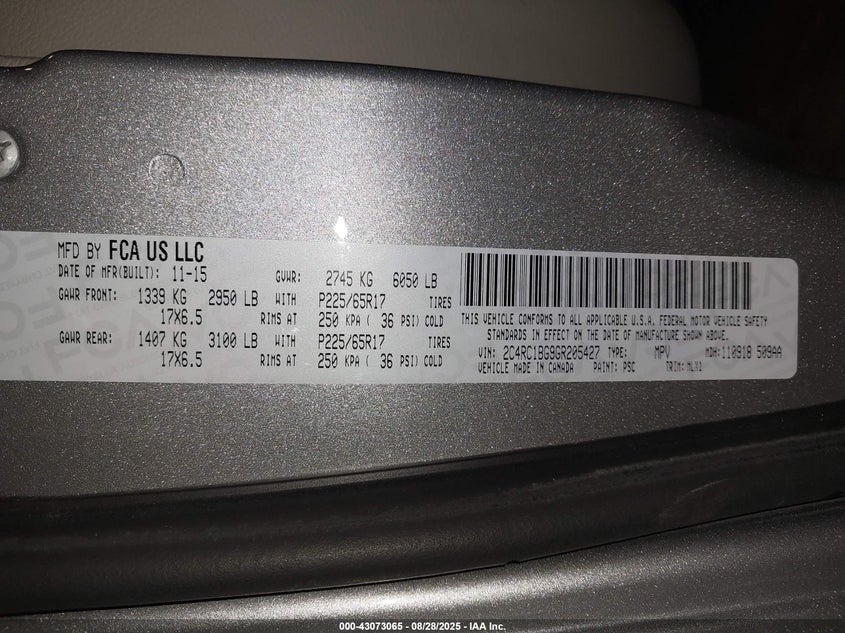 MFD BY FCA US LLC
DATE OF MFR(BUILT): 11-15 GVWR: 2745 KG 6050 LB
GAWR FRONT: 1339 KG 2950 LB WITH P225/65R17 TIRES
17X6.5 RIMS AT 250 KPA ( 36 PSI) COLD
GAWR REAR: 1407 KG 3100 LB WITH P225/65R17 TIRES
17X6.5 RIMS AT 250 KPA ( 36 PSI) COLD
THIS VEHICLE CONFORMS TO ALL APPLICABLE U.S.A. FEDERAL MOTOR VEHICLE SAFETY
STANDARDS IN EFFECT ON THE DATE OF MANUFACTURE SHOWN ABOVE.
VIN: 2C4RC1BG9GR205427 TYPE: MPV MDH: 110918 509AA
VEHICLE MADE IN CANADA PAINT: PSC TRIM: MLX1
000-43073065 - 08/28/2025 - IAA Inc.